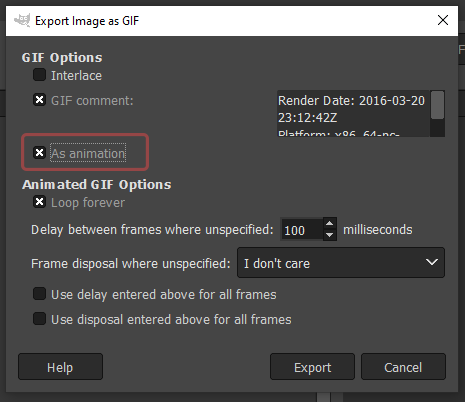 Export Image as GIF
GIF Options
Interlace
GIF comment:
Render Date: 2016-03-20
23:12:42Z
Platform: x86_64-pc-
As animation
Animated GIF Options
Loop forever
Delay between frames where unspecified: 100 milliseconds
Frame disposal where unspecified: I don't care
Use delay entered above for all frames
Use disposal entered above for all frames
Help Export Cancel